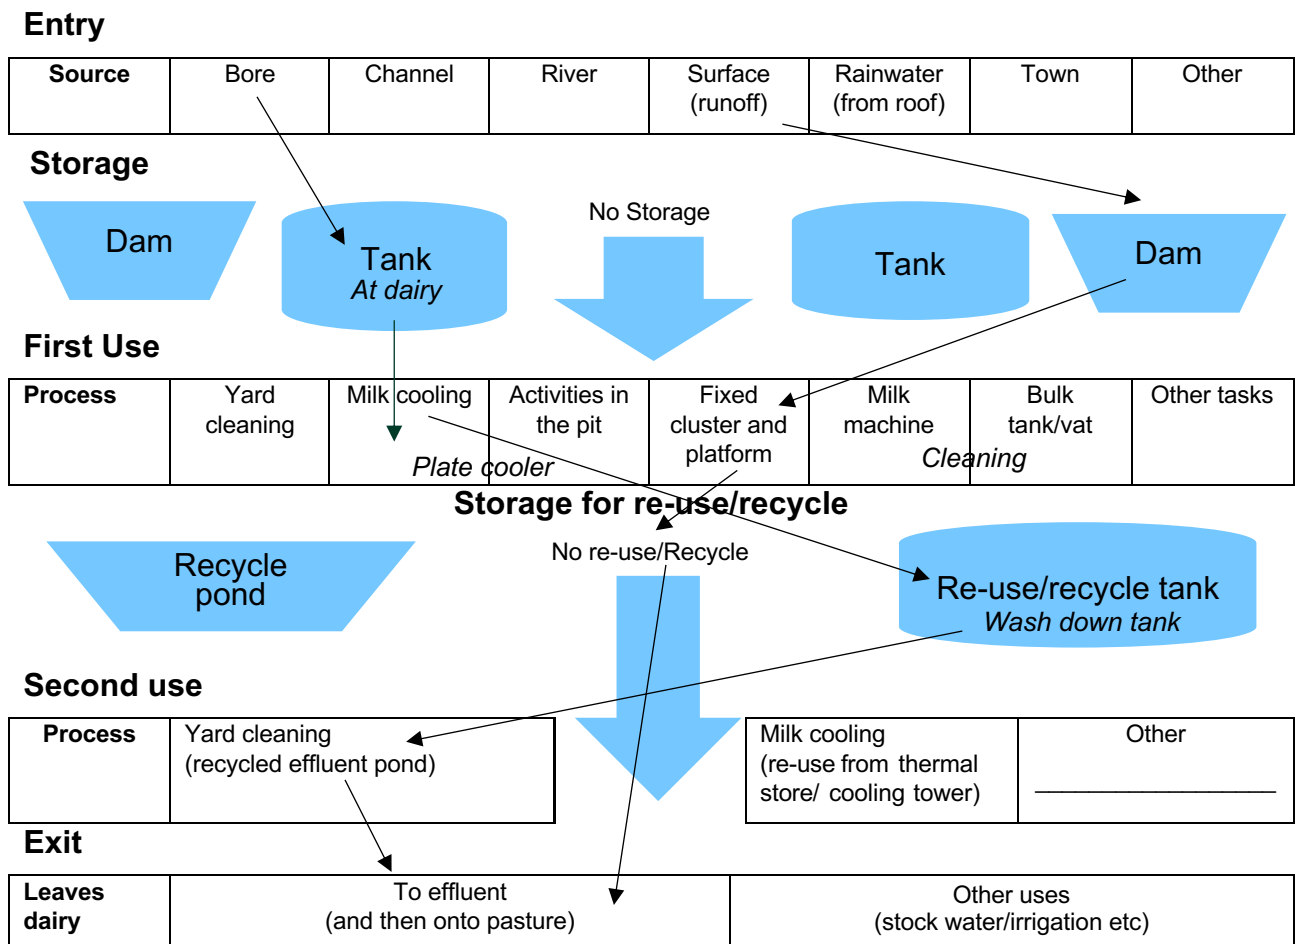 Entry
Source Bore Channel River Surface Rainwater Town Other
(runoff) (from roof)
Storage
No Storage
Dam Tank Tank Dam
At dairy
First Use
Process Yard Milk cooling Activities in Fixed Milk Bulk Other tasks
cleaning the pit cluster and machine tank/vat
platform
Plate cooler Cleaning
Storage for re-use/recycle
No re-use/Recycle
Recycle
pond
Re-use/recycle tank
Wash down tank
Second use
Process Yard cleaning Milk cooling Other
(recycled effluent pond) (re-use from thermal
store/ cooling tower) __________________
Exit
Leaves To effluent Other uses
dairy (and then onto pasture) (stock water/irrigation etc)